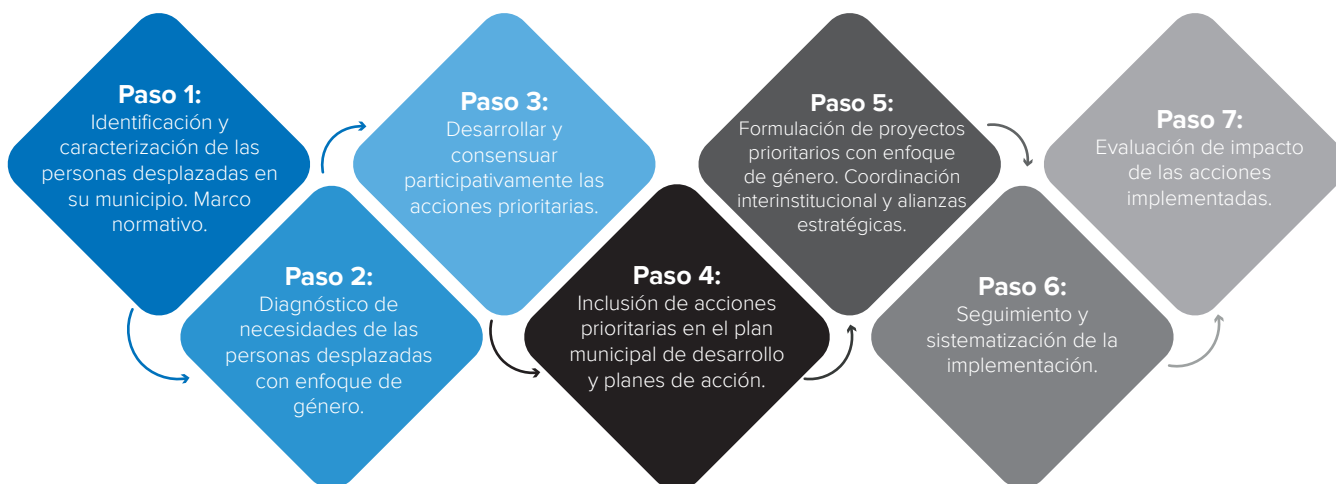 Paso 1:
Identificación y
caracterización de las
personas desplazadas en
su municipio. Marco
normativo.
Paso 2:
Diagnóstico de
necesidades de las
personas desplazadas
con enfoque de
género.
Paso 3:
Desarrollar y
consensuar
participativamente las
acciones prioritarias.
Paso 4:
Inclusión de acciones
prioritarias en el plan
municipal de desarrollo
y planes de acción.
Paso 5:
Formulación de proyectos
prioritarios con enfoque
de género. Coordinación
interinstitucional y alianzas
estratégicas.
Paso 6:
Seguimiento y
sistematización de la
implementación.
Paso 7:
Evaluación de impacto
de las acciones
implementadas.